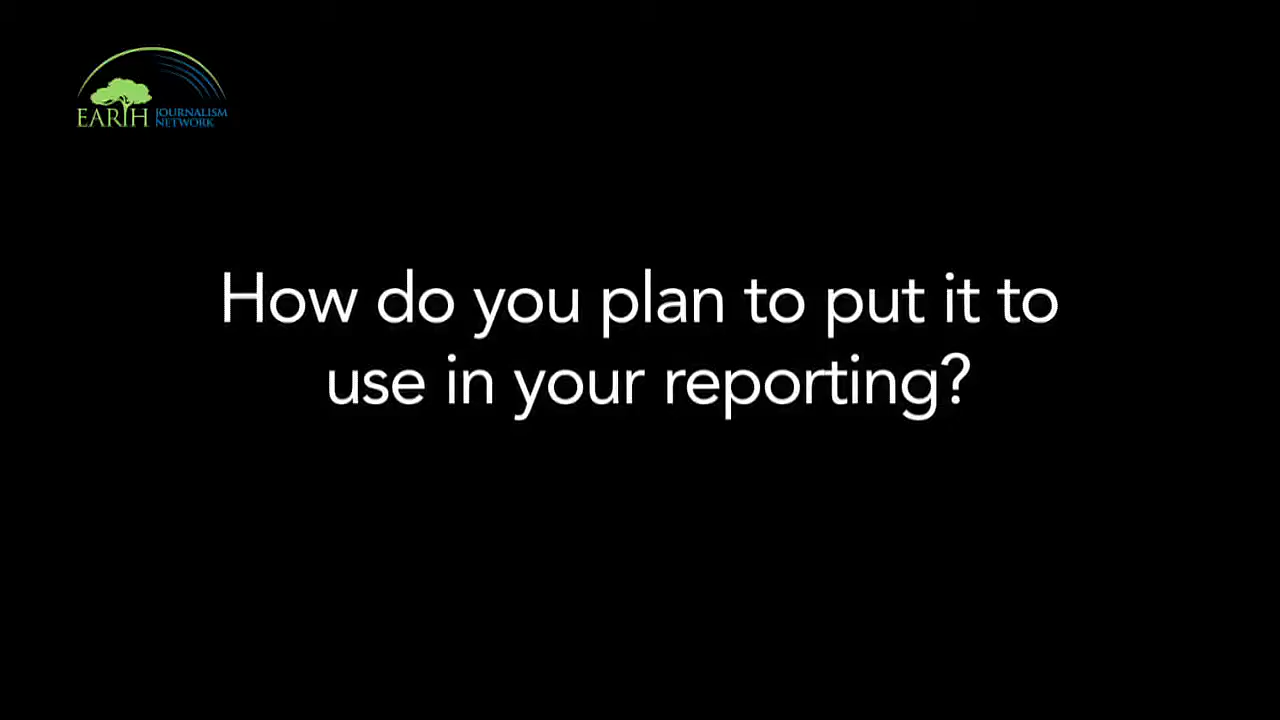 EARTH JOURNALISM
NETWORK
How do you plan to put it to
use in your reporting?